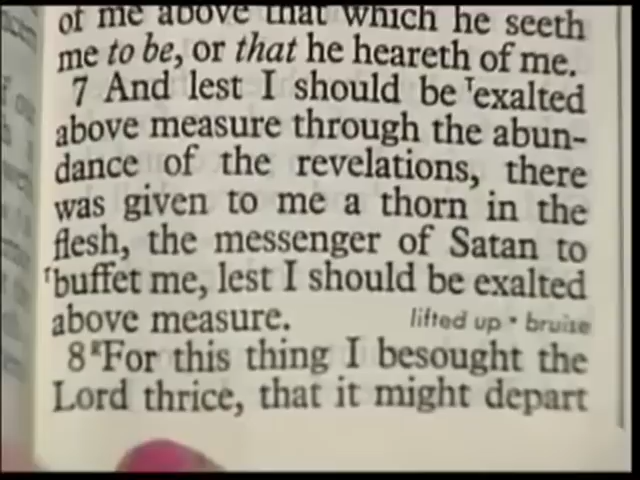 of me above that which he seeth
me to be, or that he heareth of me.
7 And lest I should be ᵀexalted
above measure through the abun-
dance of the revelations, there
was given to me a thorn in the
flesh, the messenger of Satan to
ᵀbuffet me, lest I should be exalted
above measure. lifted up · bruise
8 ᴿFor this thing I besought the
Lord thrice, that it might depart